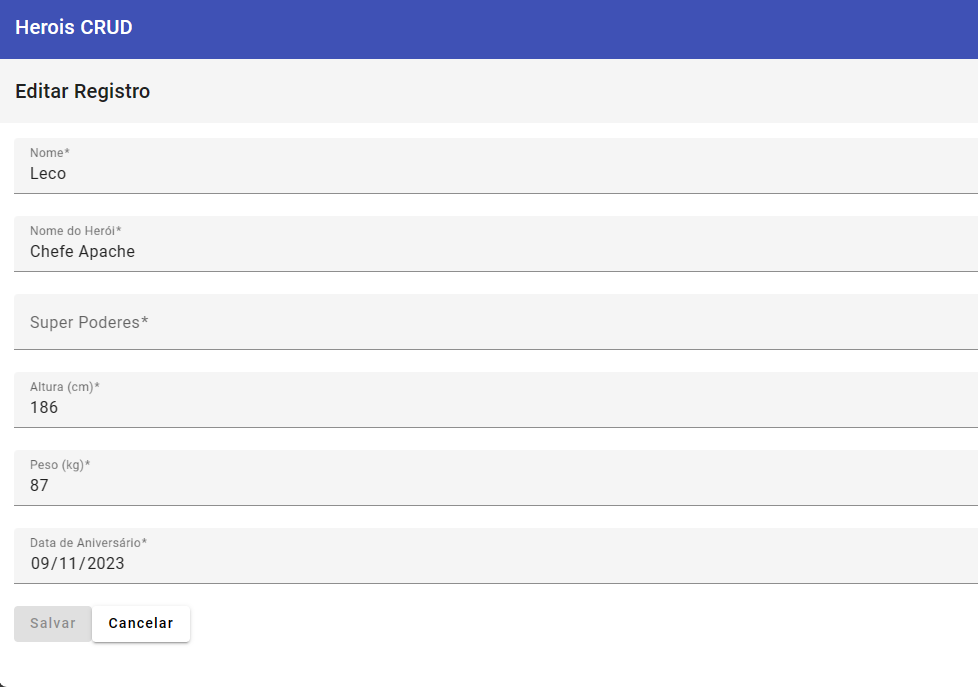 Herois CRUD
Editar Registro
Nome*
Leco
Nome do Herói*
Chefe Apache
Super Poderes*
Altura (cm)*
186
Peso (kg)*
87
Data de Aniversário*
09/11/2023
Salvar Cancelar